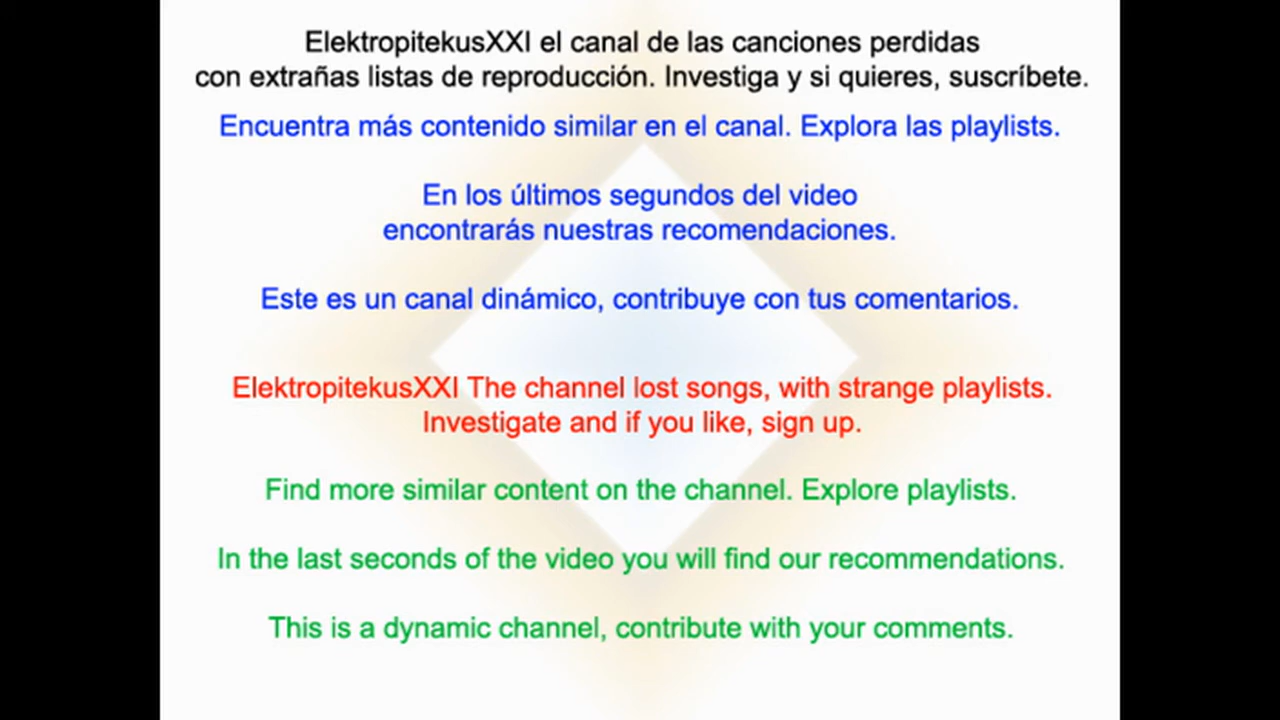 ElektropitekusXXI el canal de las canciones perdidas
con extrañas listas de reproducción. Investiga y si quieres, suscríbete.
Encuentra más contenido similar en el canal. Explora las playlists.
En los últimos segundos del video
encontrarás nuestras recomendaciones.
Este es un canal dinámico, contribuye con tus comentarios.
ElektropitekusXXI The channel lost songs, with strange playlists.
Investigate and if you like, sign up.
Find more similar content on the channel. Explore playlists.
In the last seconds of the video you will find our recommendations.
This is a dynamic channel, contribute with your comments.